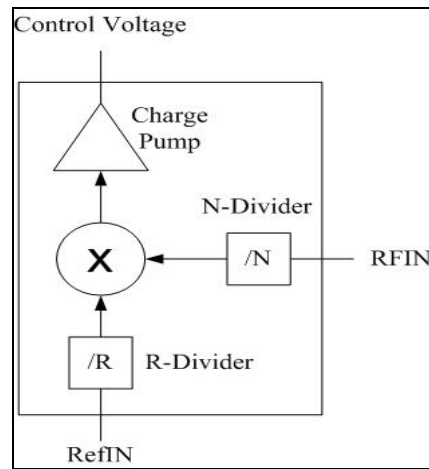 Control Voltage
Charge
Pump
N-Divider
/N
RFIN
X
/R
R-Divider
RefIN